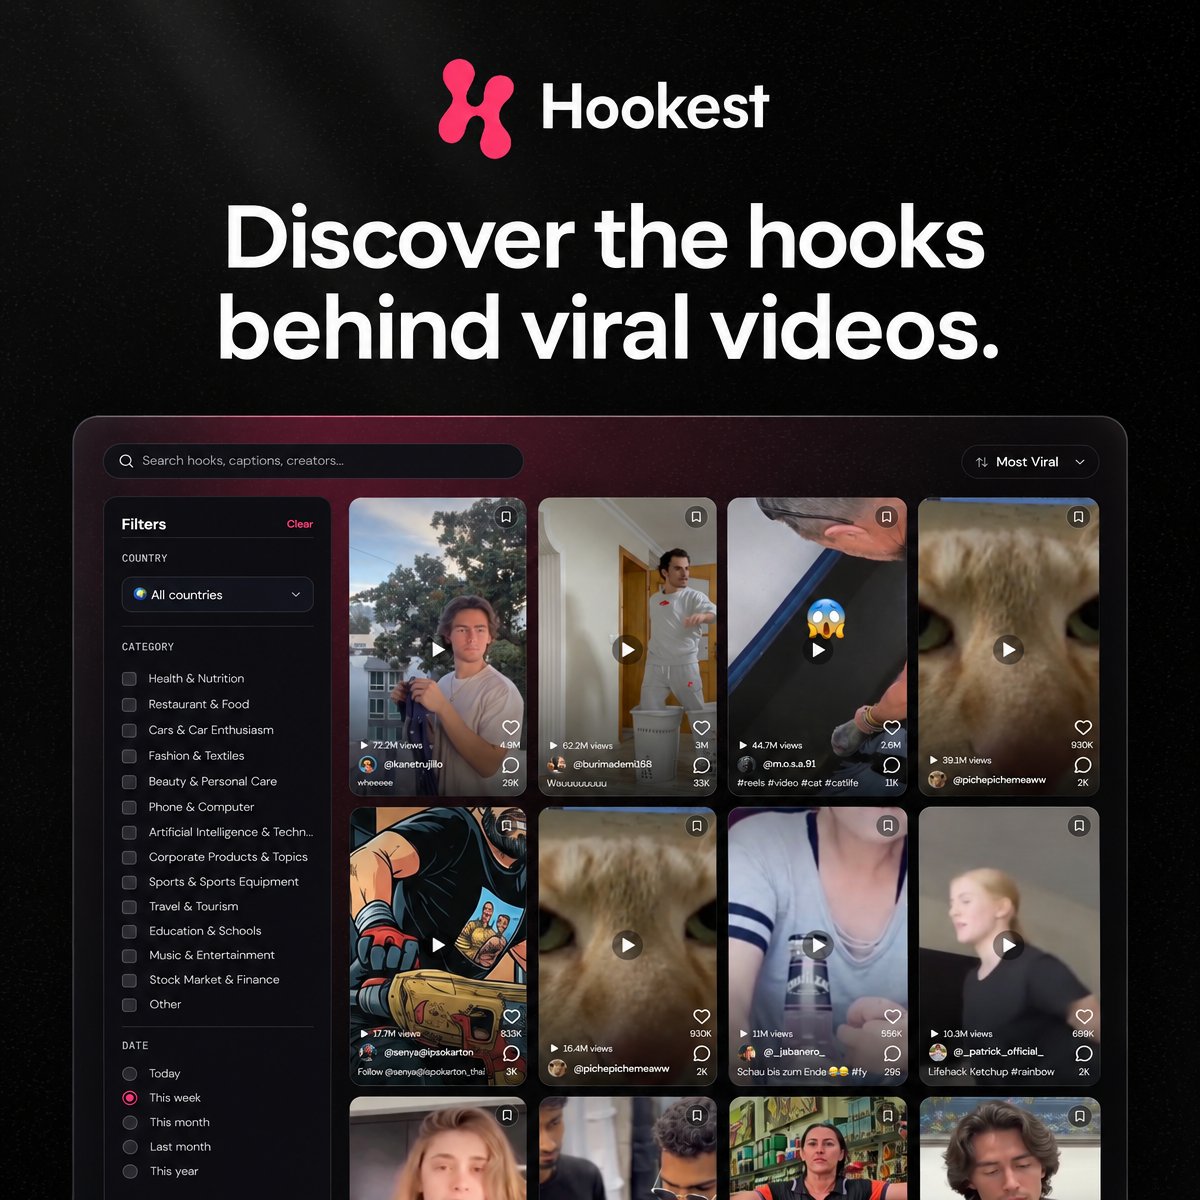 Hookest
Discover the hooks
behind viral videos.
Search hooks, captions, creators...
Most Viral
Filters
Clear
COUNTRY
All countries
CATEGORY
Health & Nutrition
Restaurant & Food
Cars & Car Enthusiasm
Fashion & Textiles
Beauty & Personal Care
Phone & Computer
Artificial Intelligence & Techn...
Corporate Products & Topics
Sports & Sports Equipment
Travel & Tourism
Education & Schools
Music & Entertainment
Stock Market & Finance
Other
DATE
Today
This week
This month
Last month
This year
72.2M views
4.9M
@kanetrujillo
wheeeee
29K
62.2M views
3M
@burimademi168
Wauuuuuuuu
33K
😱
44.7M views
2.6M
@m.o.s.a.91
#reels #video #cat #catlife
11K
930K
39.1M views
@pichepichemeaww
2K
17.7M views
833K
@senya@ipsokarton
Follow @senya@ipsokarton_thai
3K
930K
16.4M views
@pichepichemeaww
2K
11M views
556K
@_jabanero_
Schau bis zum Ende 😂😂 #fy
295
10.3M views
699K
@_patrick_official_
Lifehack Ketchup #rainbow
2K